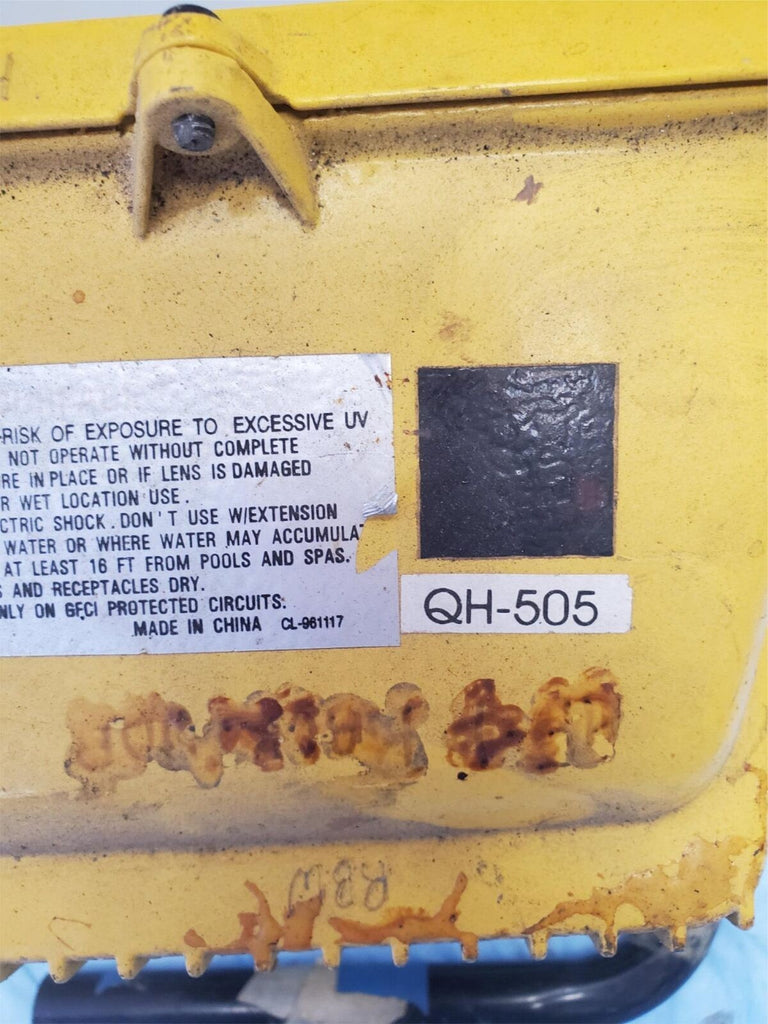 -RISK OF EXPOSURE TO EXCESSIVE UV
NOT OPERATE WITHOUT COMPLETE
RE IN PLACE OR IF LENS IS DAMAGED
R WET LOCATION USE.
CTRIC SHOCK. DON'T USE W/EXTENSION
WATER OR WHERE WATER MAY ACCUMULAT
AT LEAST 16 FT FROM POOLS AND SPAS.
S AND RECEPTACLES DRY.
NLY ON GFCI PROTECTED CIRCUITS.
MADE IN CHINA CL-961117
QH-505
RBW